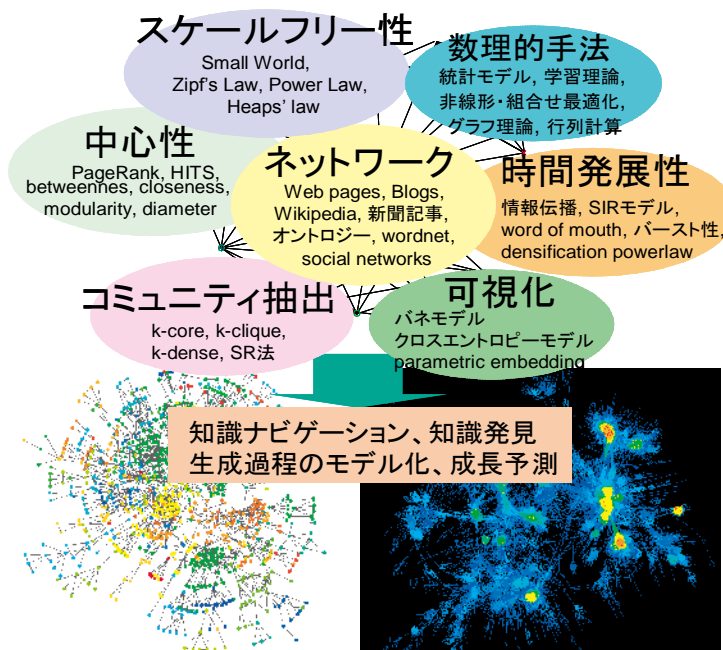 スケールフリー性
Small World,
Zipf's Law, Power Law,
Heaps' law
数理的手法
統計モデル, 学習理論,
非線形・組合せ最適化,
グラフ理論, 行列計算
中心性
PageRank, HITS,
betweennes, closeness,
modularity, diameter
ネットワーク
Web pages, Blogs,
Wikipedia, 新聞記事,
オントロジー, wordnet,
social networks
時間発展性
情報伝播, SIRモデル,
word of mouth, バースト性,
densification powerlaw
コミュニティ抽出
k-core, k-clique,
k-dense, SR法
可視化
バネモデル
クロスエントロピーモデル
parametric embedding
知識ナビゲーション、知識発見
生成過程のモデル化、成長予測